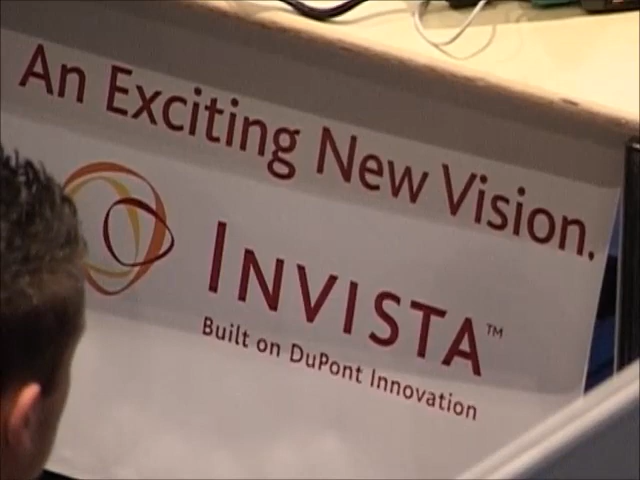 An Exciting New Vision.
INVISTA™
Built on DuPont Innovation